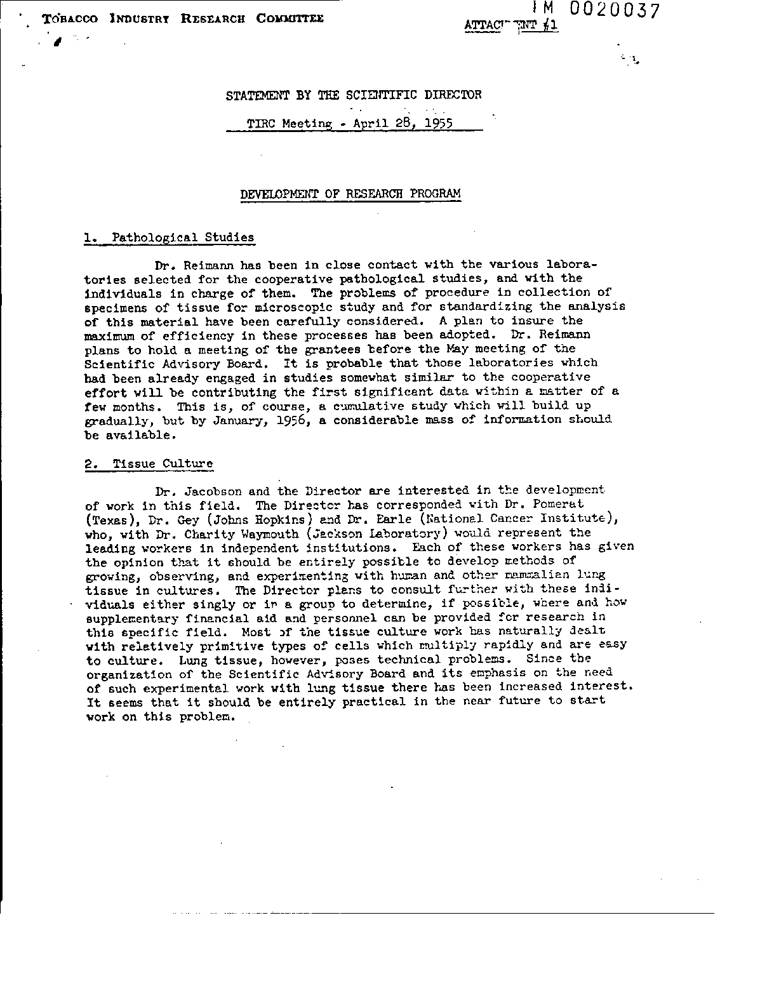 TOBACCO INDUSTRY RESEARCH COMMITTEE
TM 0020037
ATTACHMENT #1
STATEMENT BY THE SCIENTIFIC DIRECTOR
TIRC Meeting - April 28, 1955
DEVELOPMENT OF RESEARCH PROGRAM
1. Pathological Studies
Dr. Reimann has been in close contact with the various labora-
tories selected for the cooperative pathological studies, and with the
individuals in charge of them. The problems of procedure in collection of
specimens of tissue for microscopic study and for standardizing the analysis
of this material have been carefully considered. A plan to insure the
maximum of efficiency in these processes has been adopted. Dr. Reimann
plans to hold a meeting of the grantees before the May meeting of the
Scientific Advisory Board. It is probable that those laboratories which
had been already engaged in studies somewhat similar to the cooperative
effort will be contributing the first significant data within a matter of a
few months. This is, of course, a cumulative study which will build up
gradually, but by January, 1956, a considerable mass of information should
be available.
2. Tissue Culture
Dr. Jacobson and the Director are interested in the development
of work in this field. The Director has corresponded with Dr. Pomerat
(Texas), Dr. Gey (Johns Hopkins) and Dr. Earle (National Cancer Institute),
who, with Dr. Charity Waymouth (Jackson Laboratory) would represent the
leading workers in independent institutions. Each of these workers has given
the opinion that it should be entirely possible to develop methods of
growing, observing, and experimenting with human and other mammalian lung
tissue in cultures. The Director plans to consult further with these indi-
viduals either singly or in a group to determine, if possible, where and how
supplementary financial aid and personnel can be provided for research in
this specific field. Most of the tissue culture work has naturally dealt
with relatively primitive types of cells which multiply rapidly and are easy
to culture. Lung tissue, however, poses technical problems. Since the
organization of the Scientific Advisory Board and its emphasis on the need
of such experimental work with lung tissue there has been increased interest.
It seems that it should be entirely practical in the near future to start
work on this problem.